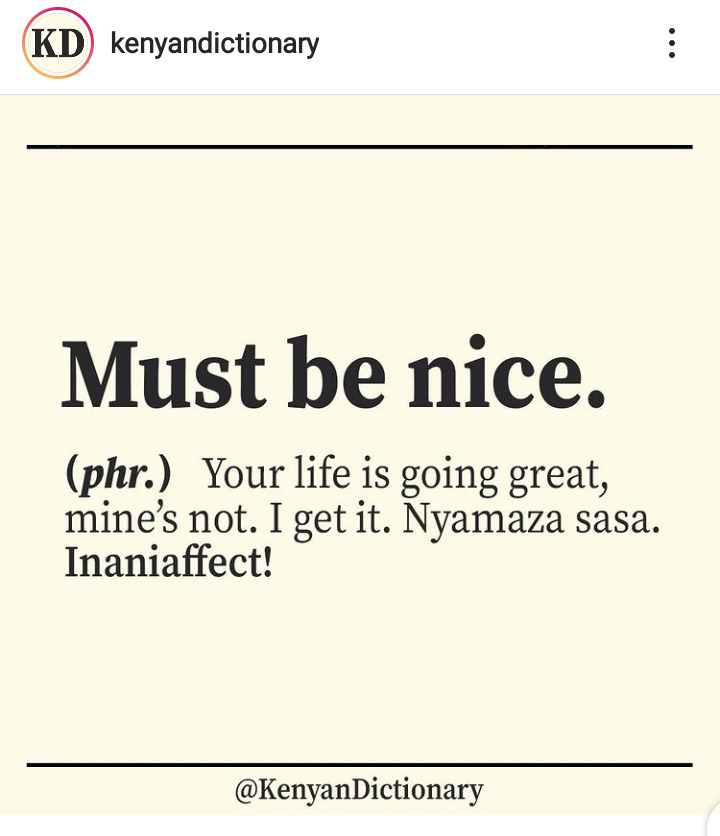 KD kenyandictionary
Must be nice.
(phr.) Your life is going great,
mine’s not. I get it. Nyamaza sasa.
Inaniaffect!
@KenyanDictionary